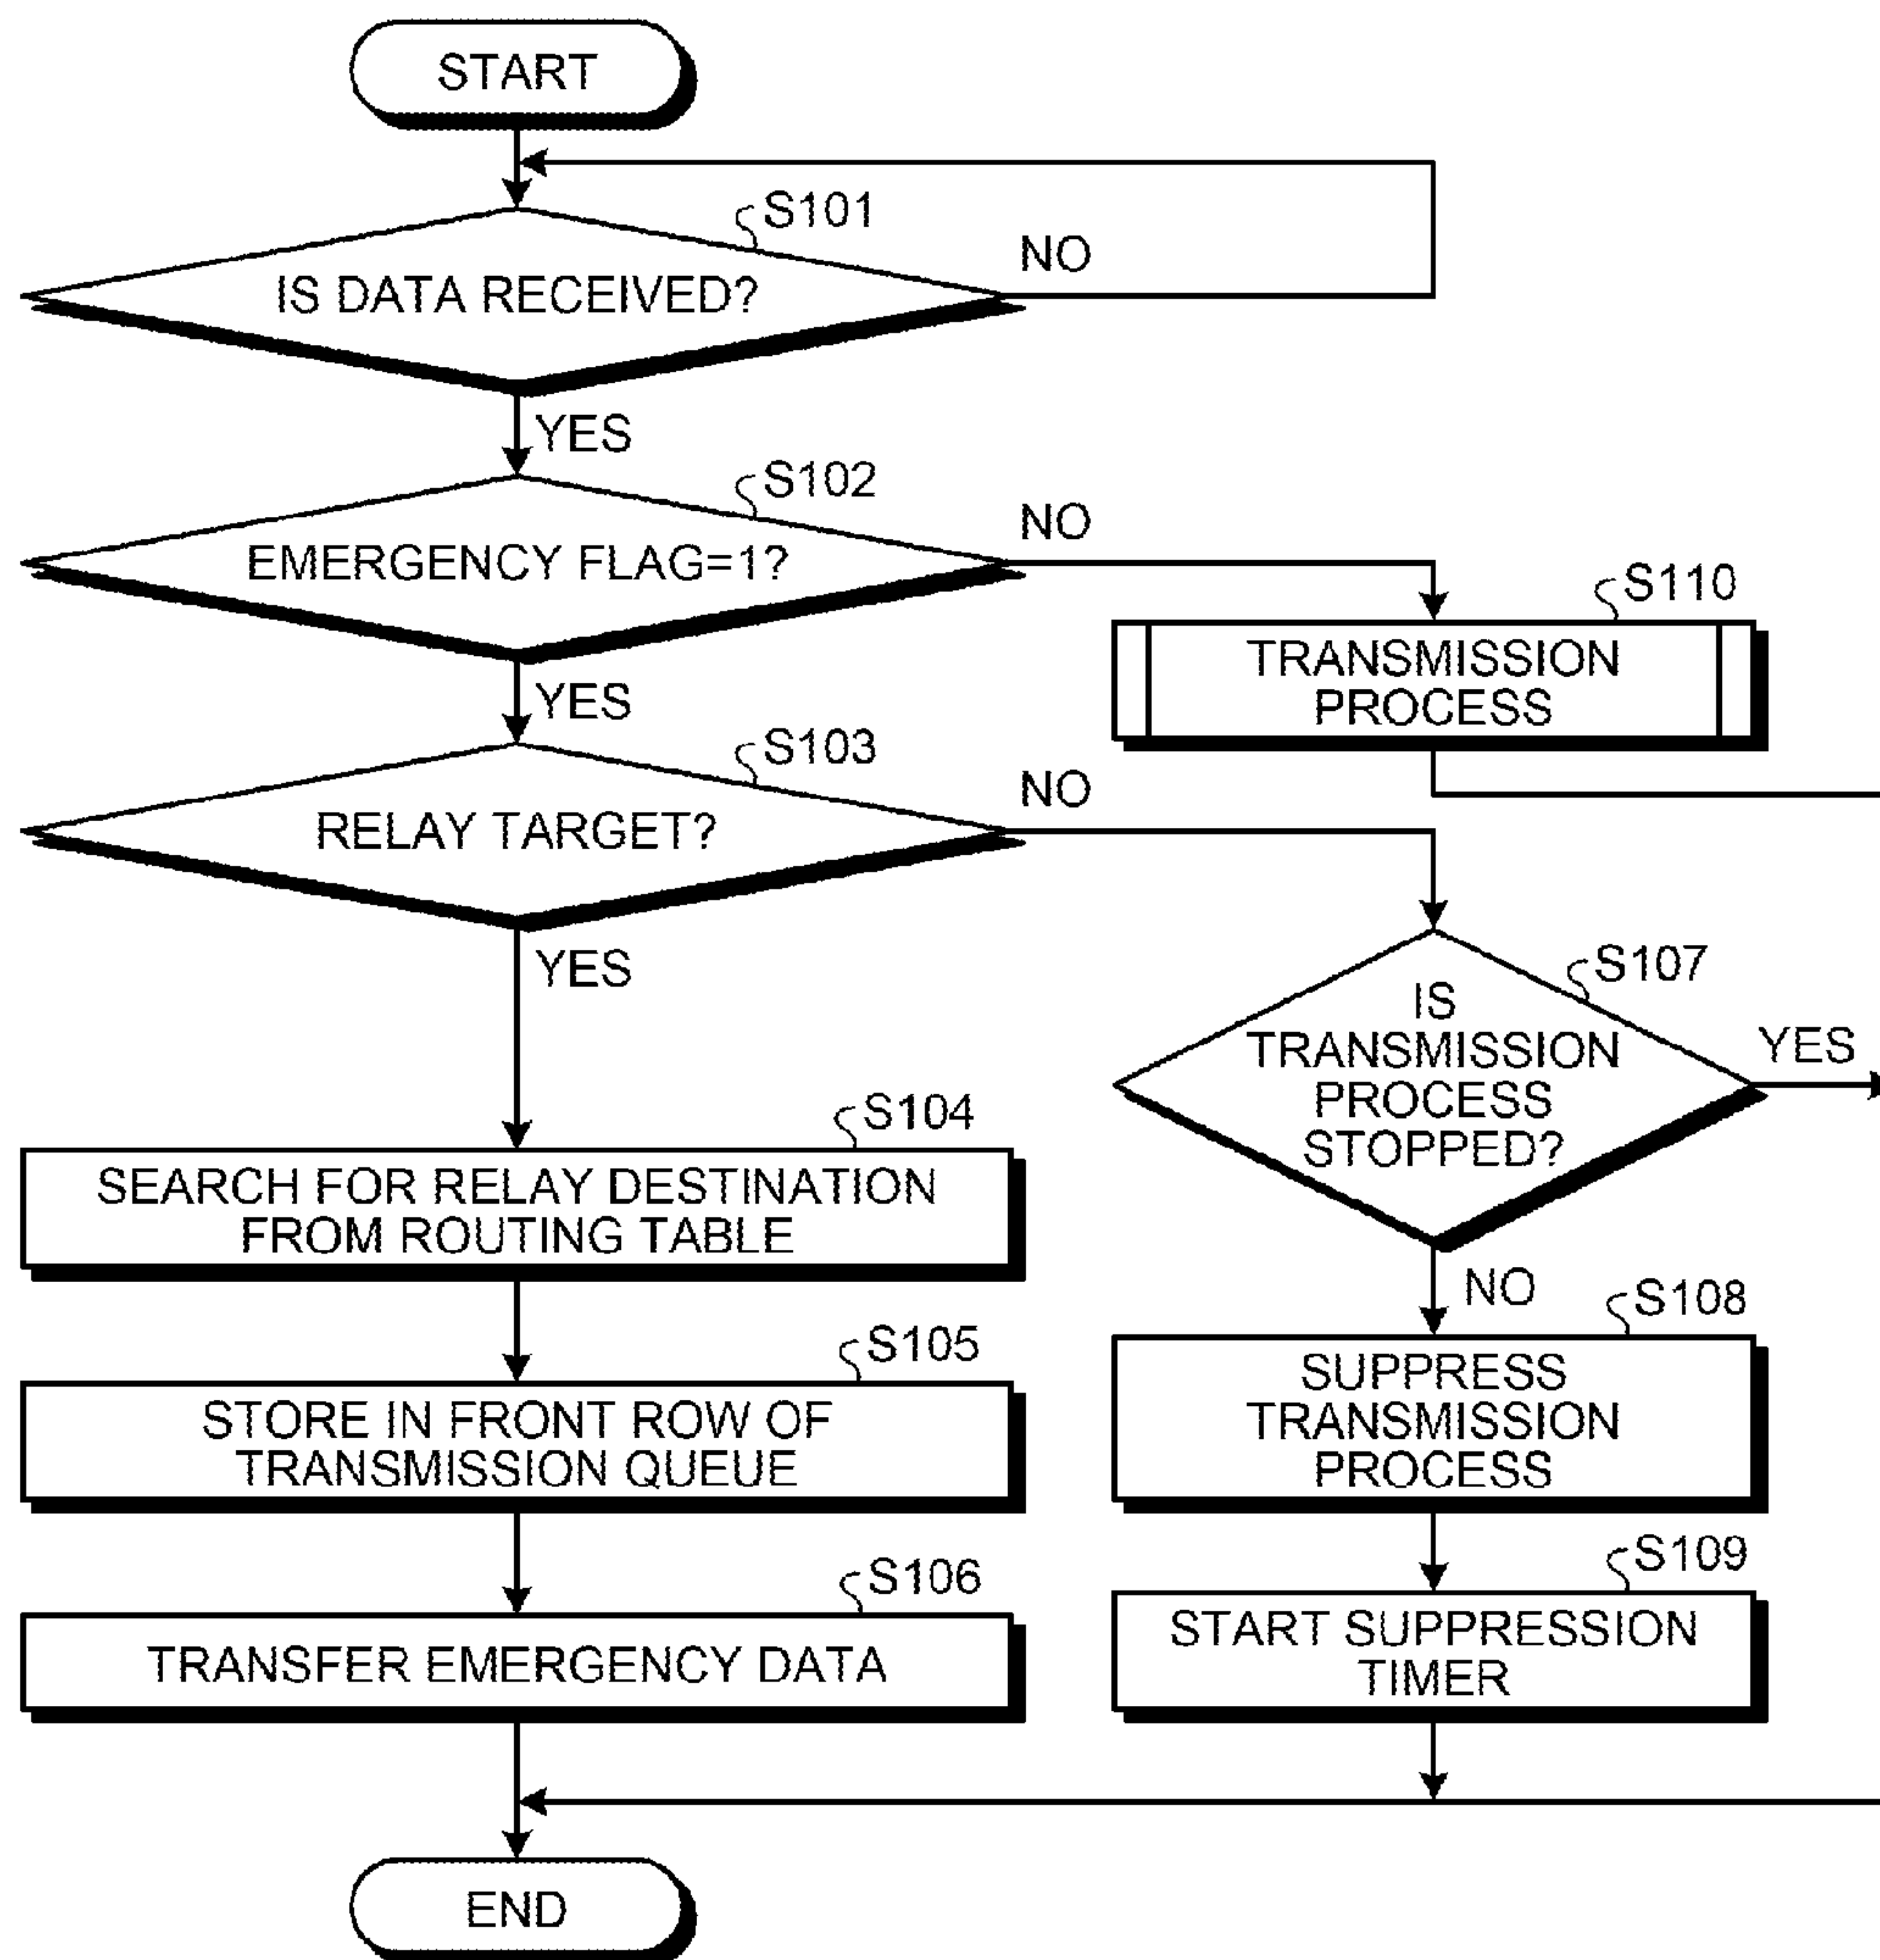 START
S101
IS DATA RECEIVED?
NO
YES
S102
EMERGENCY FLAG=1?
NO
S110
TRANSMISSION
PROCESS
YES
S103
RELAY TARGET?
NO
YES
S107
IS
TRANSMISSION
PROCESS
STOPPED?
YES
NO
S104
SEARCH FOR RELAY DESTINATION
FROM ROUTING TABLE
S105
STORE IN FRONT ROW OF
TRANSMISSION QUEUE
S108
SUPPRESS
TRANSMISSION
PROCESS
S106
TRANSFER EMERGENCY DATA
S109
START SUPPRESSION
TIMER
END